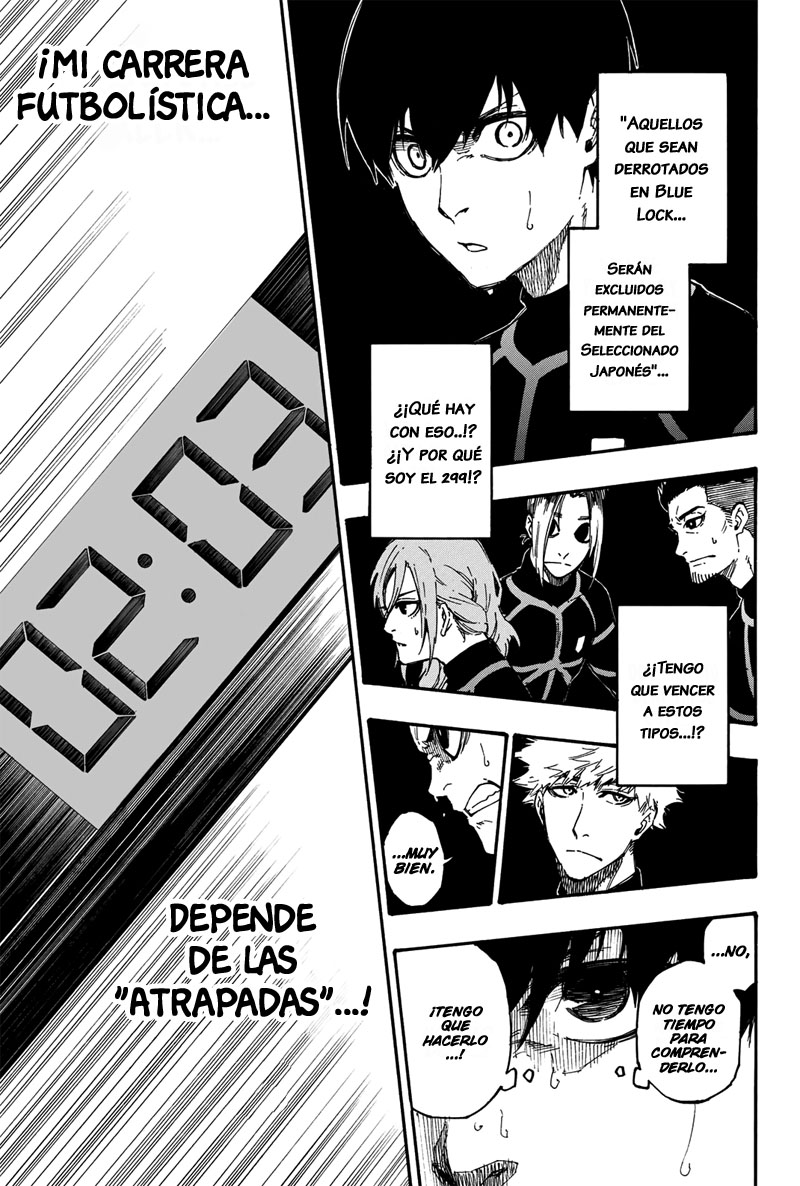 "Aquellos
que sean
derrotados
en Blue
Lock...
Serán
excluidos
permanente-
mente del
Seleccionado
Japonés"...
¿¡Qué hay
con eso..!?
¿¡Y por qué
soy el 299!?
¿¡Tengo
que vencer
a estos
tipos...!?
...MUY
BIEN.
...NO,
NO TENGO
TIEMPO
PARA
COMPREN-
DERLO...
¡TENGO
QUE
HACERLO
...!
¡MI CARRERA
FUTBOLÍSTICA...
02:03
DEPENDE
DE LAS
"ATRAPADAS"...!